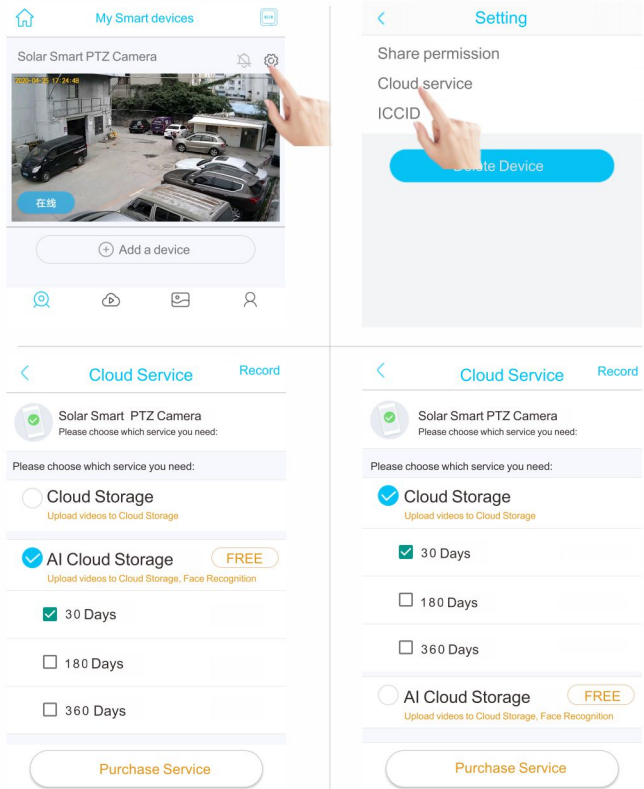 My Smart devices
Solar Smart PTZ Camera
2020-04-25 17:24:48
在线
Add a device
Setting
Share permission
Cloud service
ICCID
Delete Device
Cloud Service
Record
Solar Smart PTZ Camera
Please choose which service you need:
Please choose which service you need:
Cloud Storage
Upload videos to Cloud Storage
AI Cloud Storage
FREE
Upload videos to Cloud Storage, Face Recognition
30 Days
180 Days
360 Days
Purchase Service
Cloud Service
Record
Solar Smart PTZ Camera
Please choose which service you need:
Please choose which service you need:
Cloud Storage
Upload videos to Cloud Storage
30 Days
180 Days
360 Days
AI Cloud Storage
FREE
Upload videos to Cloud Storage, Face Recognition
Purchase Service